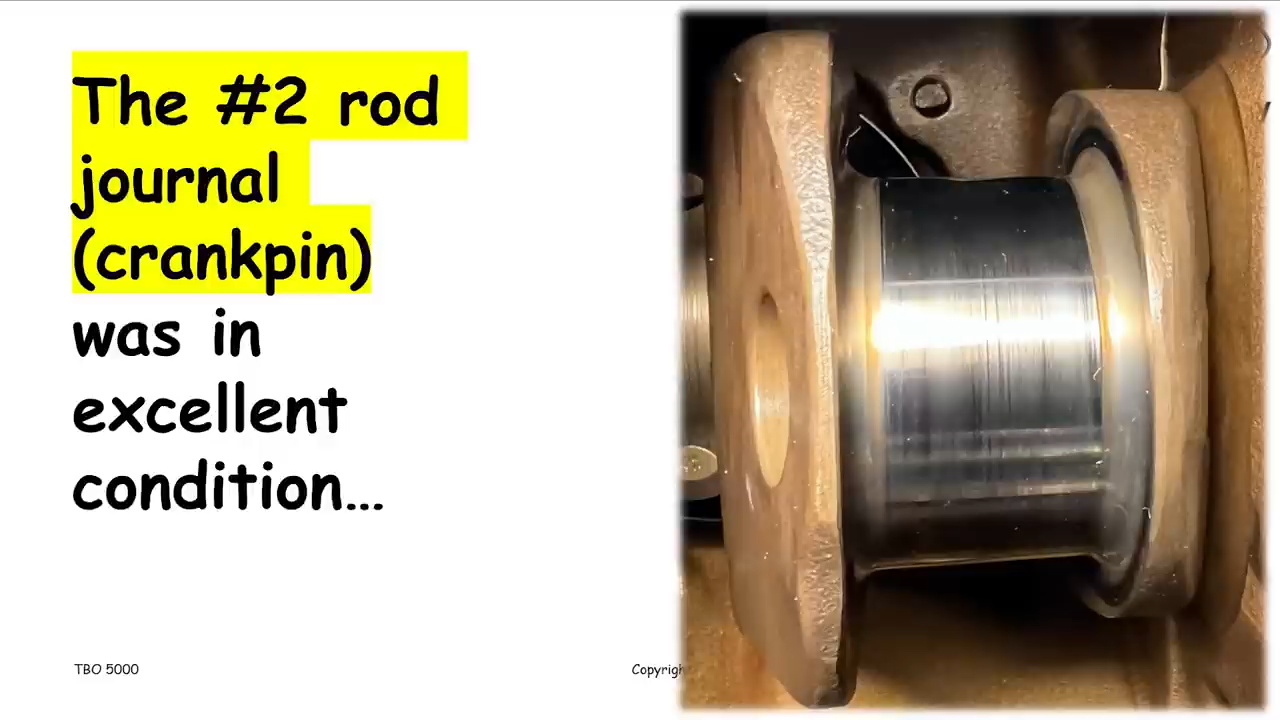 The #2 rod
journal
(crankpin)
was in
excellent
condition...
TBO 5000